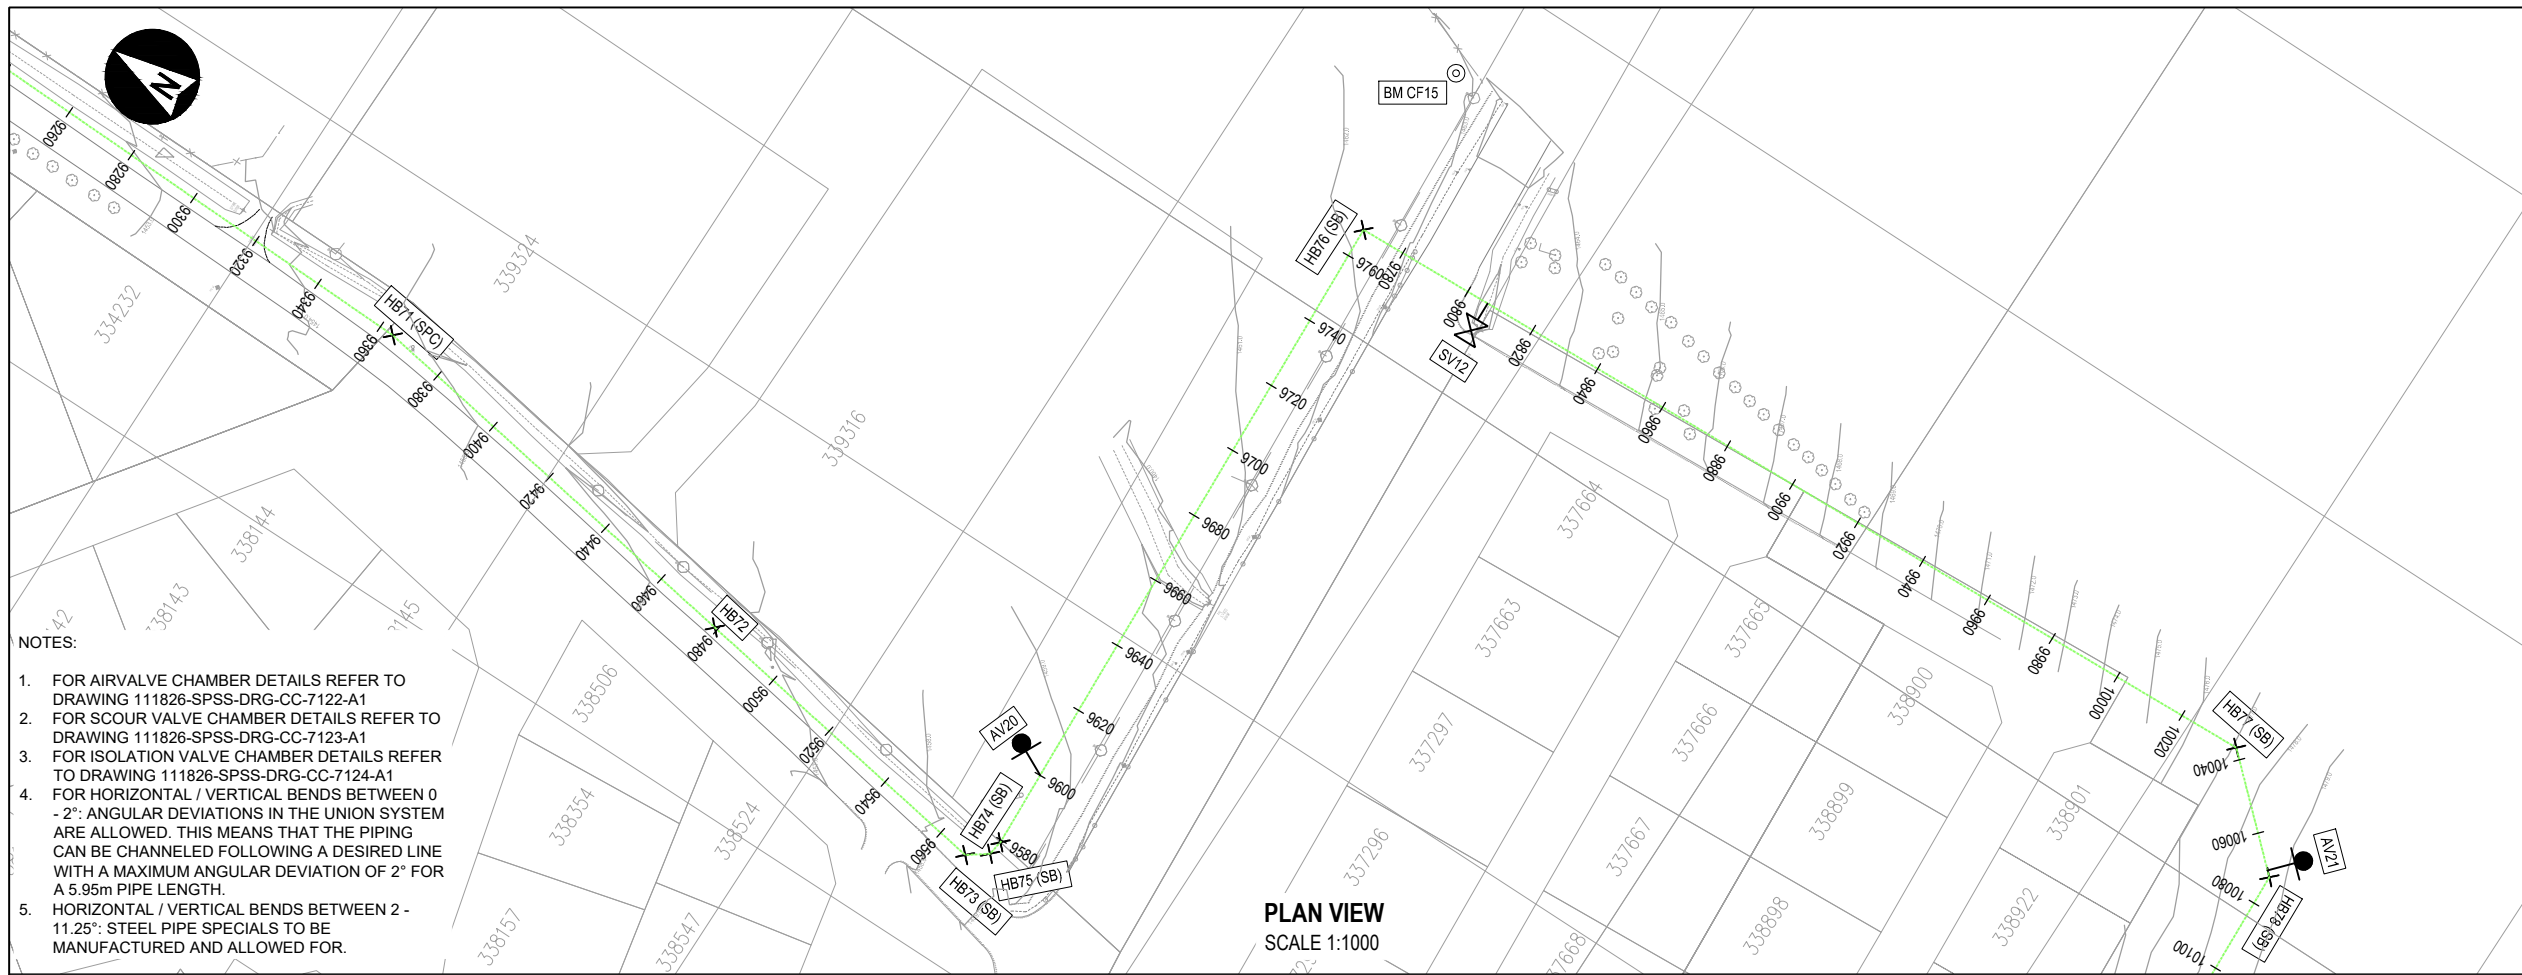 N
BM CF15
9260
9280
9300
9320
9340
9360
HB71 (SPC)
9380
9400
9420
9440
9460
HB72
9480
9500
9520
9540
9560
HB73 (SB)
HB74 (SB)
HB75 (SB)
9580
AV20
9600
9620
9640
9660
9680
9700
9720
9740
9760
HB76 (SB)
9780
9800
SV12
9820
9840
9860
9880
9900
9920
9940
9960
9980
10000
10020
HB77 (SB)
10040
10060
AV21
10080
HB78 (SB)
10100
334232
339324
339316
338144
338143
338506
338354
338524
338157
338547
337664
337663
337665
337297
337666
338900
337296
337667
338899
338901
338898
338922
NOTES:
1. FOR AIRVALVE CHAMBER DETAILS REFER TO
DRAWING 111826-SPSS-DRG-CC-7122-A1
2. FOR SCOUR VALVE CHAMBER DETAILS REFER TO
DRAWING 111826-SPSS-DRG-CC-7123-A1
3. FOR ISOLATION VALVE CHAMBER DETAILS REFER
TO DRAWING 111826-SPSS-DRG-CC-7124-A1
4. FOR HORIZONTAL / VERTICAL BENDS BETWEEN 0
- 2°: ANGULAR DEVIATIONS IN THE UNION SYSTEM
ARE ALLOWED. THIS MEANS THAT THE PIPING
CAN BE CHANNELED FOLLOWING A DESIRED LINE
WITH A MAXIMUM ANGULAR DEVIATION OF 2° FOR
A 5.95m PIPE LENGTH.
5. HORIZONTAL / VERTICAL BENDS BETWEEN 2 -
11.25°: STEEL PIPE SPECIALS TO BE
MANUFACTURED AND ALLOWED FOR.
PLAN VIEW
SCALE 1:1000